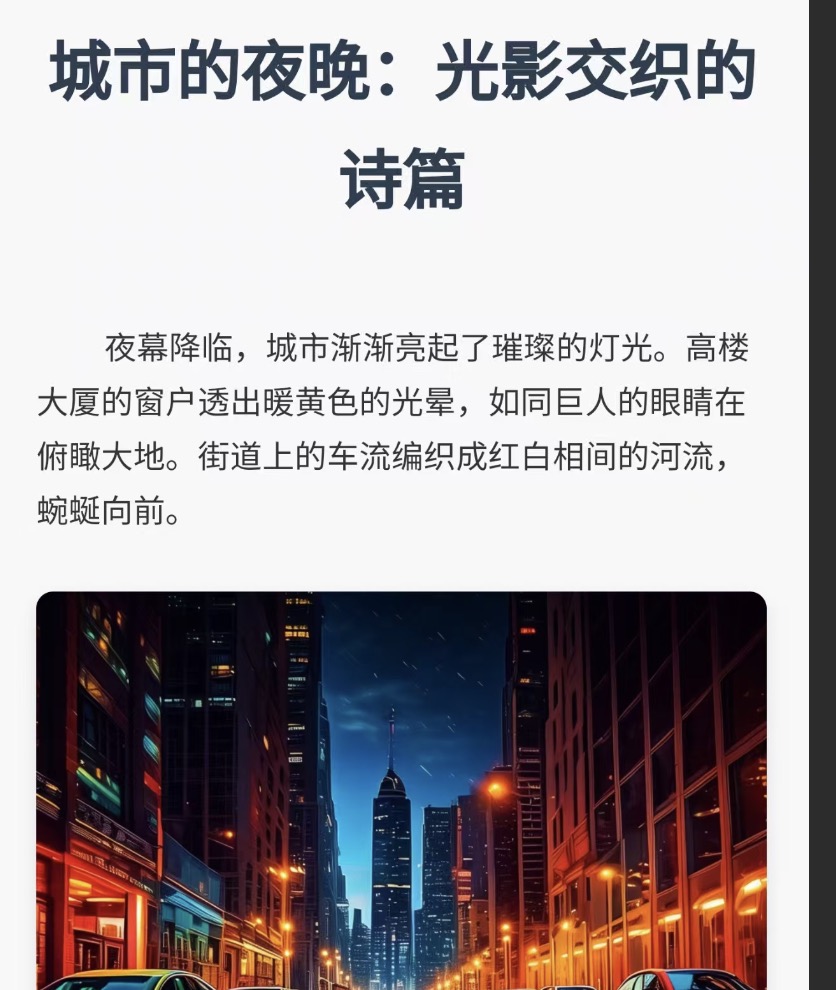 城市的夜晚：光影交织的
诗篇
夜幕降临，城市渐渐亮起了璀璨的灯光。高楼
大厦的窗户透出暖黄色的光晕，如同巨人的眼睛在
俯瞰大地。街道上的车流编织成红白相间的河流，
蜿蜒向前。